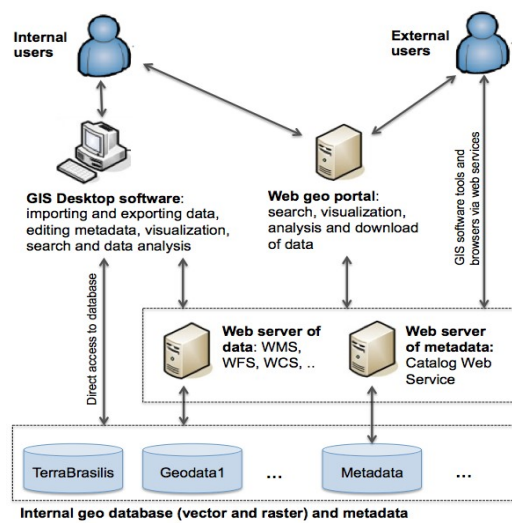 Internal
users
External
users
GIS Desktop software:
importing and exporting data,
editing metadata, visualization,
search and data analysis
Web geo portal:
search, visualization,
analysis and download
of data
GIS software tools and
browsers via web services
Direct access to database
Web server of
data: WMS,
WFS, WCS, ..
Web server
of metadata:
Catalog Web
Service
TerraBrasilis
Geodata1
...
Metadata
...
Internal geo database (vector and raster) and metadata